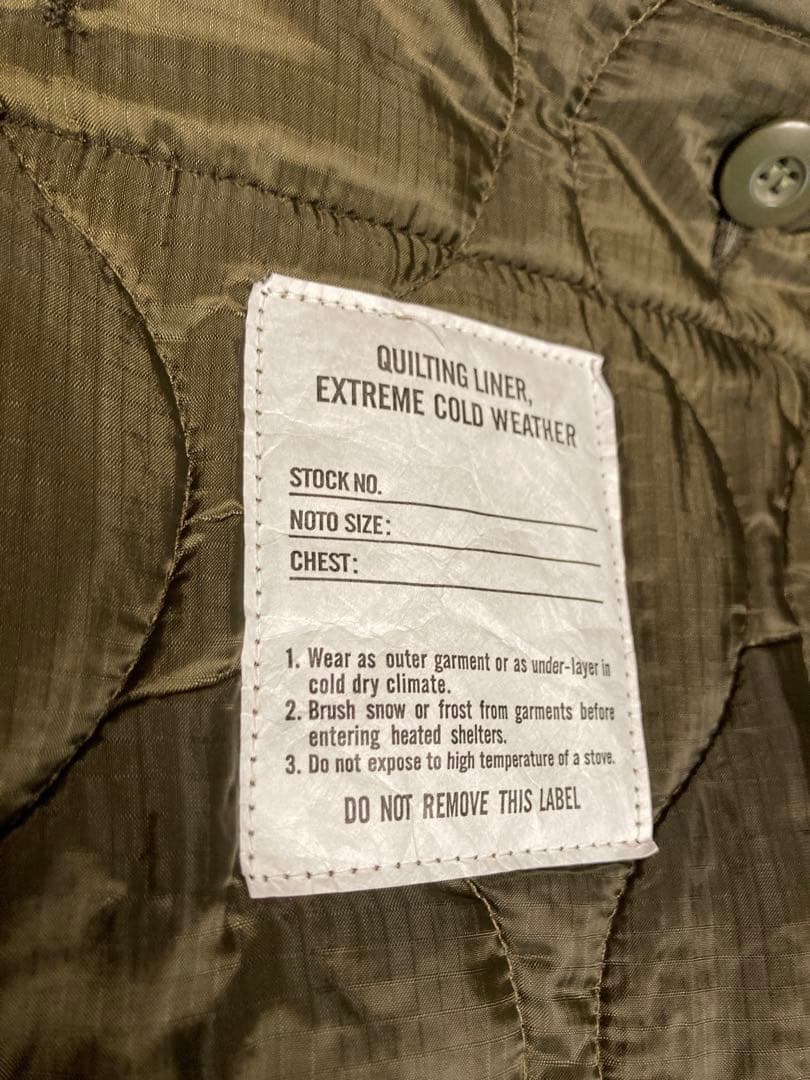 QUILTING LINER,
EXTREME COLD WEATHER
STOCK NO.
NOTO SIZE:
CHEST:
1. Wear as outer garment or as under-layer in
cold dry climate.
2. Brush snow or frost from garments before
entering heated shelters.
3. Do not expose to high temperature of a stove.
DO NOT REMOVE THIS LABEL